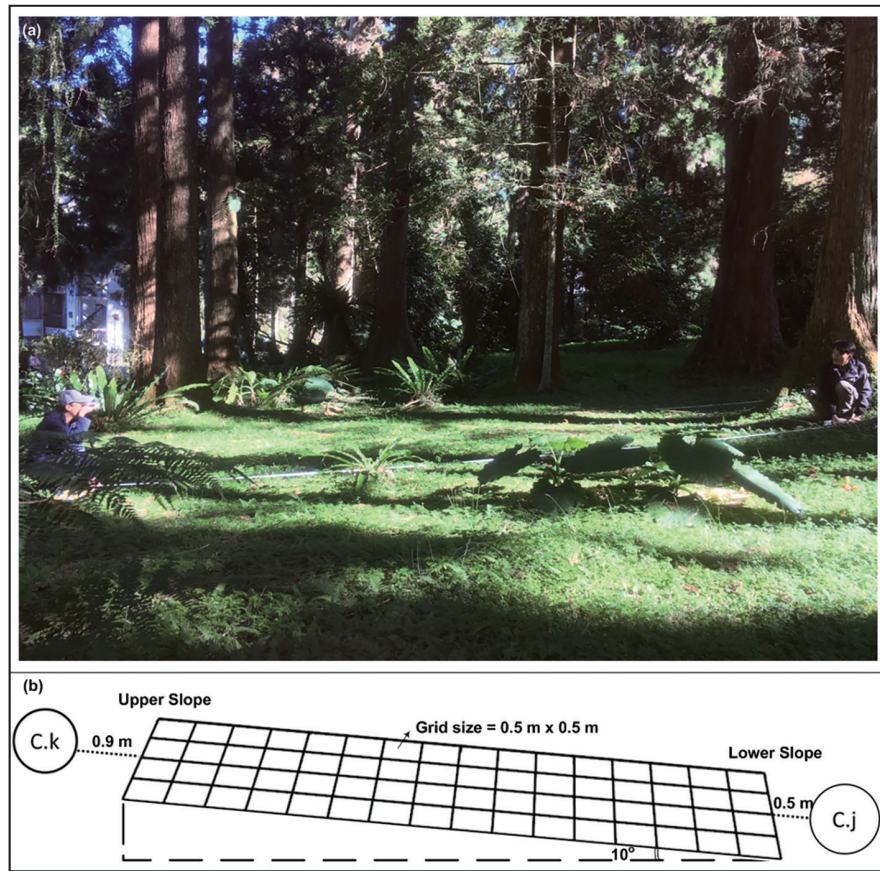 (a)
(b)
Upper Slope
C.k
0.9 m
Grid size = 0.5 m x 0.5 m
Lower Slope
0.5 m
C.j
10°